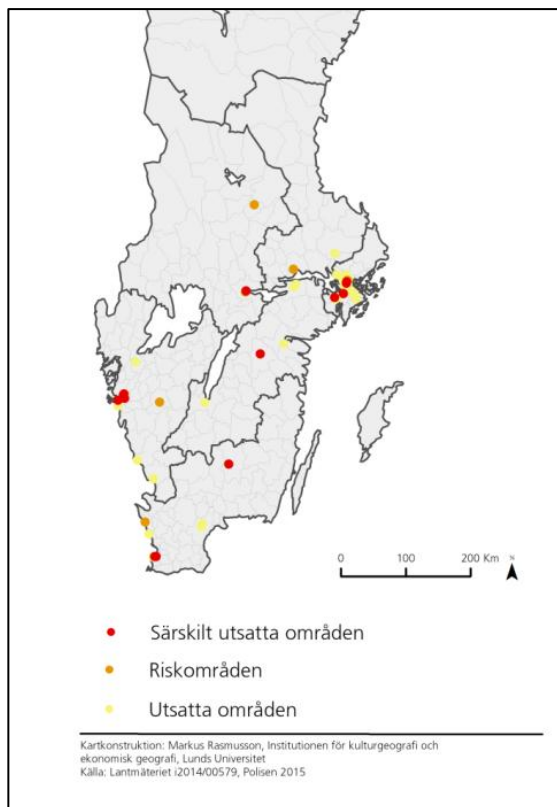 N
0 100 200 Km
Särskilt utsatta områden
Riskområden
Utsatta områden
Kartkonstruktion: Markus Rasmusson, Institutionen för kulturgeografi och
ekonomisk geografi, Lunds Universitet
Källa: Lantmäteriet i2014/00579, Polisen 2015